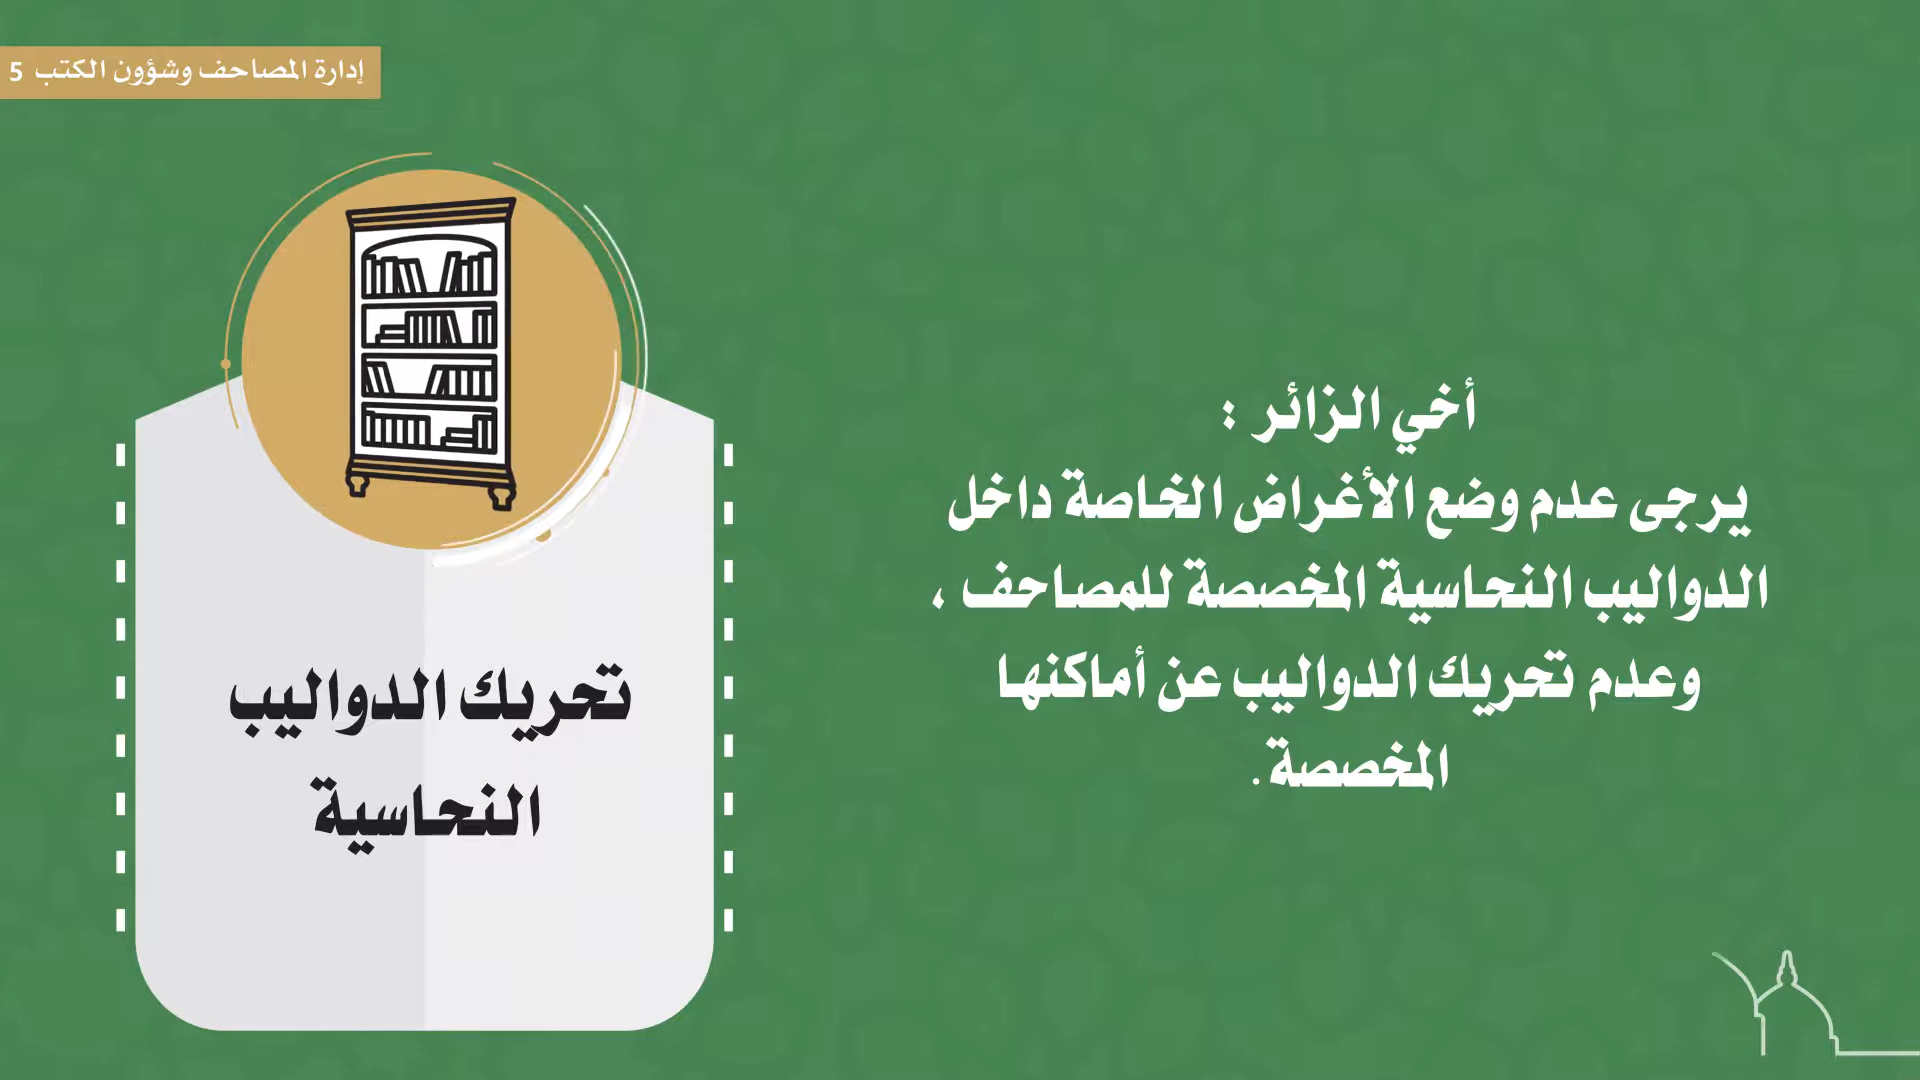 إدارة المصاحف وشؤون الكتب 5
أخي الزائر :
يرجى عدم وضع الأغراض الخاصة داخل
الدواليب النحاسية المخصصة للمصاحف ،
وعدم تحريك الدواليب عن أماكنها
المخصصة .
تحريك الدواليب
النحاسية